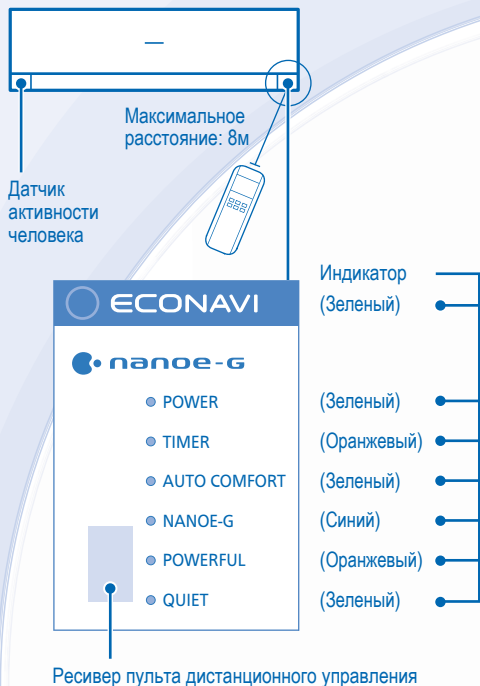 Максимальное
расстояние: 8м
Датчик
активности
человека
Индикатор
ECONAVI (Зеленый)
nanoe-G
POWER (Зеленый)
TIMER (Оранжевый)
AUTO COMFORT (Зеленый)
NANOE-G (Синий)
POWERFUL (Оранжевый)
QUIET (Зеленый)
Ресивер пульта дистанционного управления